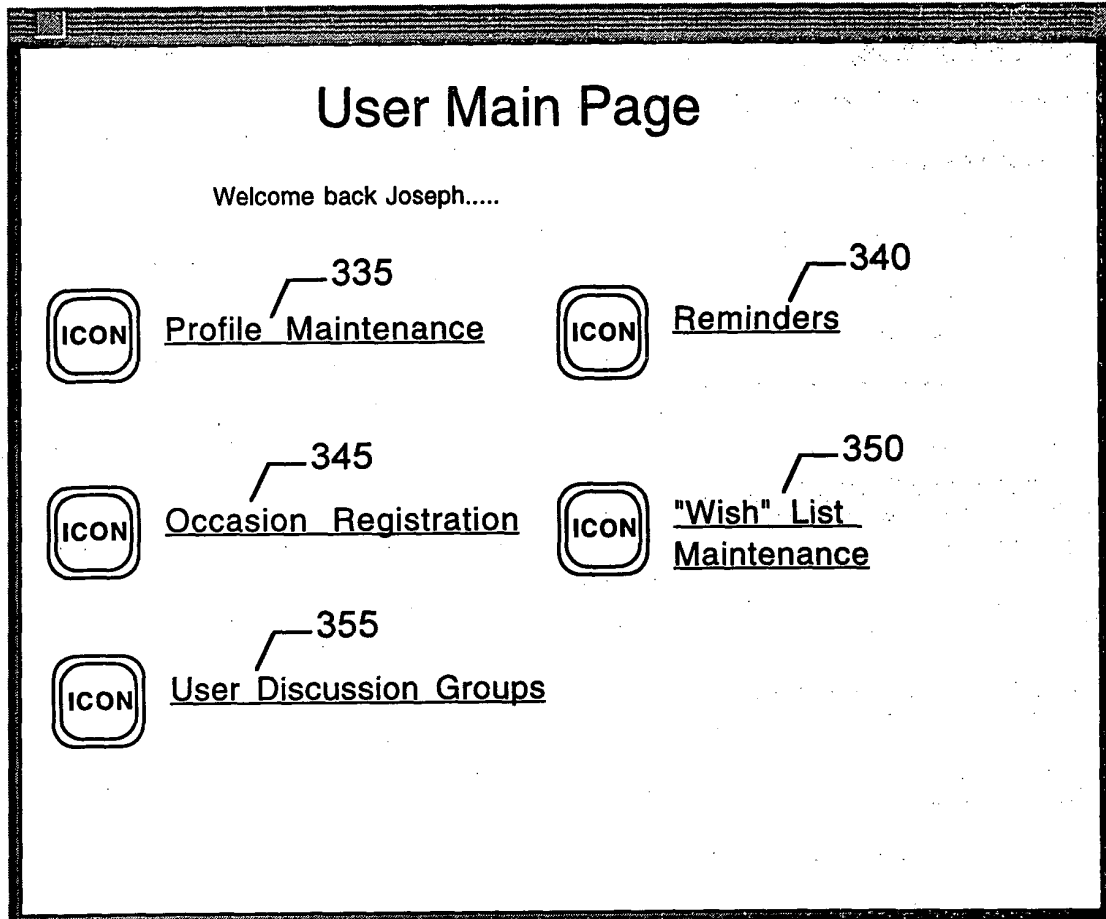 User Main Page
Welcome back Joseph.....
335
ICON Profile Maintenance
340
ICON Reminders
345
ICON Occasion Registration
350
ICON "Wish" List
Maintenance
355
ICON User Discussion Groups